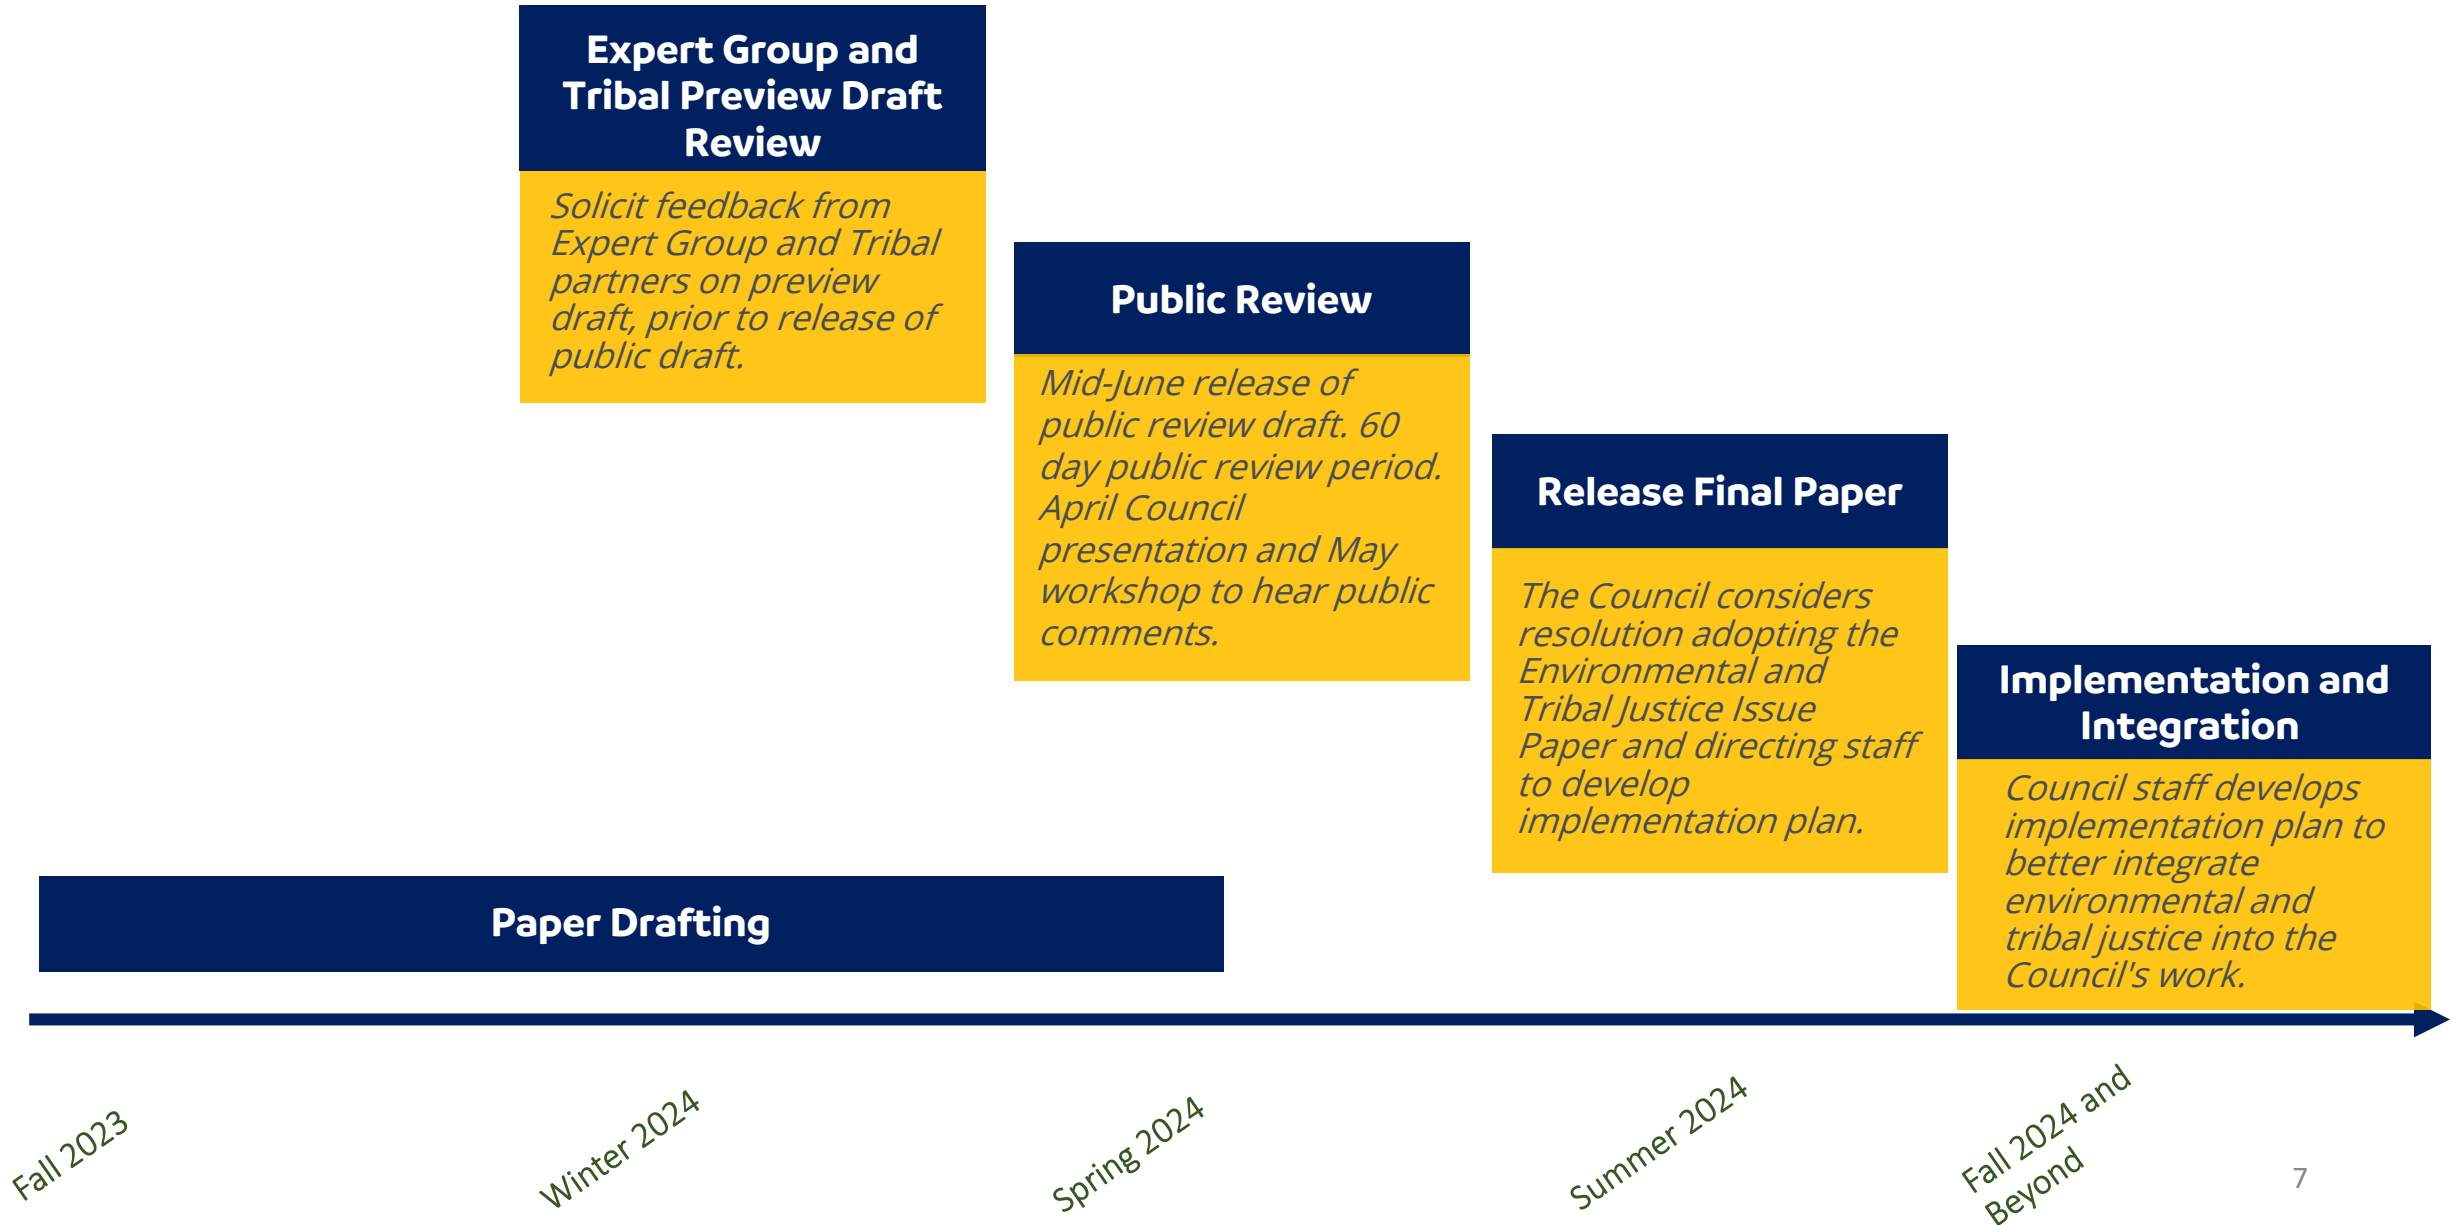 Expert Group and
Tribal Preview Draft
Review
Solicit feedback from
Expert Group and Tribal
partners on preview
draft, prior to release of
public draft.
Public Review
Mid-June release of
public review draft. 60
day public review period.
April Council
presentation and May
workshop to hear public
comments.
Release Final Paper
The Council considers
resolution adopting the
Environmental and
Tribal Justice Issue
Paper and directing staff
to develop
implementation plan.
Implementation and
Integration
Council staff develops
implementation plan to
better integrate
environmental and
tribal justice into the
Council's work.
Paper Drafting
Fall 2023
Winter 2024
Spring 2024
Summer 2024
Fall 2024 and
Beyond
7